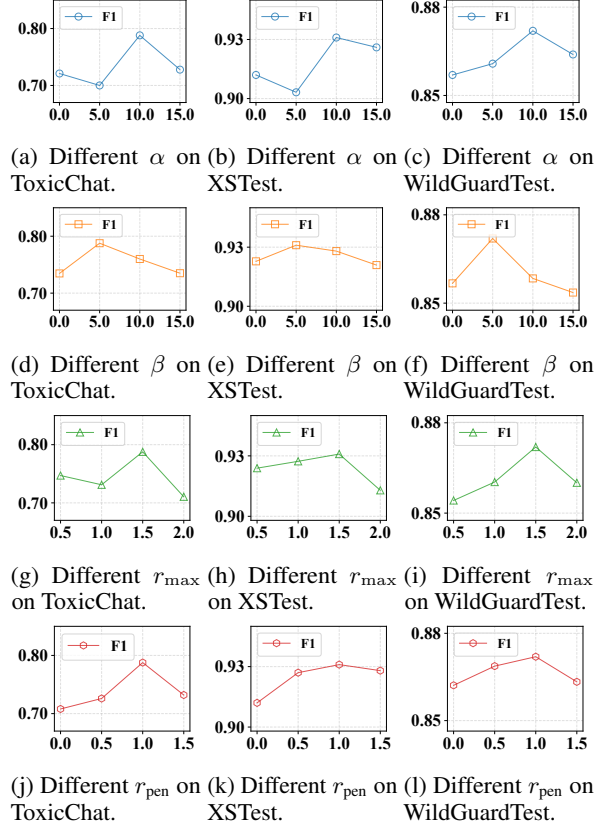 F1 F1 F1
0.80 0.93 0.88
0.70 0.90 0.85
0.0 5.0 10.0 15.0 0.0 5.0 10.0 15.0 0.0 5.0 10.0 15.0
(a) Different α on (b) Different α on (c) Different α on
ToxicChat. XSTest. WildGuardTest.
F1 F1 F1
0.80 0.93 0.88
0.70 0.90 0.85
0.0 5.0 10.0 15.0 0.0 5.0 10.0 15.0 0.0 5.0 10.0 15.0
(d) Different β on (e) Different β on (f) Different β on
ToxicChat. XSTest. WildGuardTest.
F1 F1 F1
0.80 0.93 0.88
0.70 0.90 0.85
0.5 1.0 1.5 2.0 0.5 1.0 1.5 2.0 0.5 1.0 1.5 2.0
(g) Different r_max (h) Different r_max (i) Different r_max
on ToxicChat. on XSTest. on WildGuardTest.
F1 F1 F1
0.80 0.93 0.88
0.70 0.90 0.85
0.0 0.5 1.0 1.5 0.0 0.5 1.0 1.5 0.0 0.5 1.0 1.5
(j) Different r_pen on (k) Different r_pen on (l) Different r_pen on
ToxicChat. XSTest. WildGuardTest.